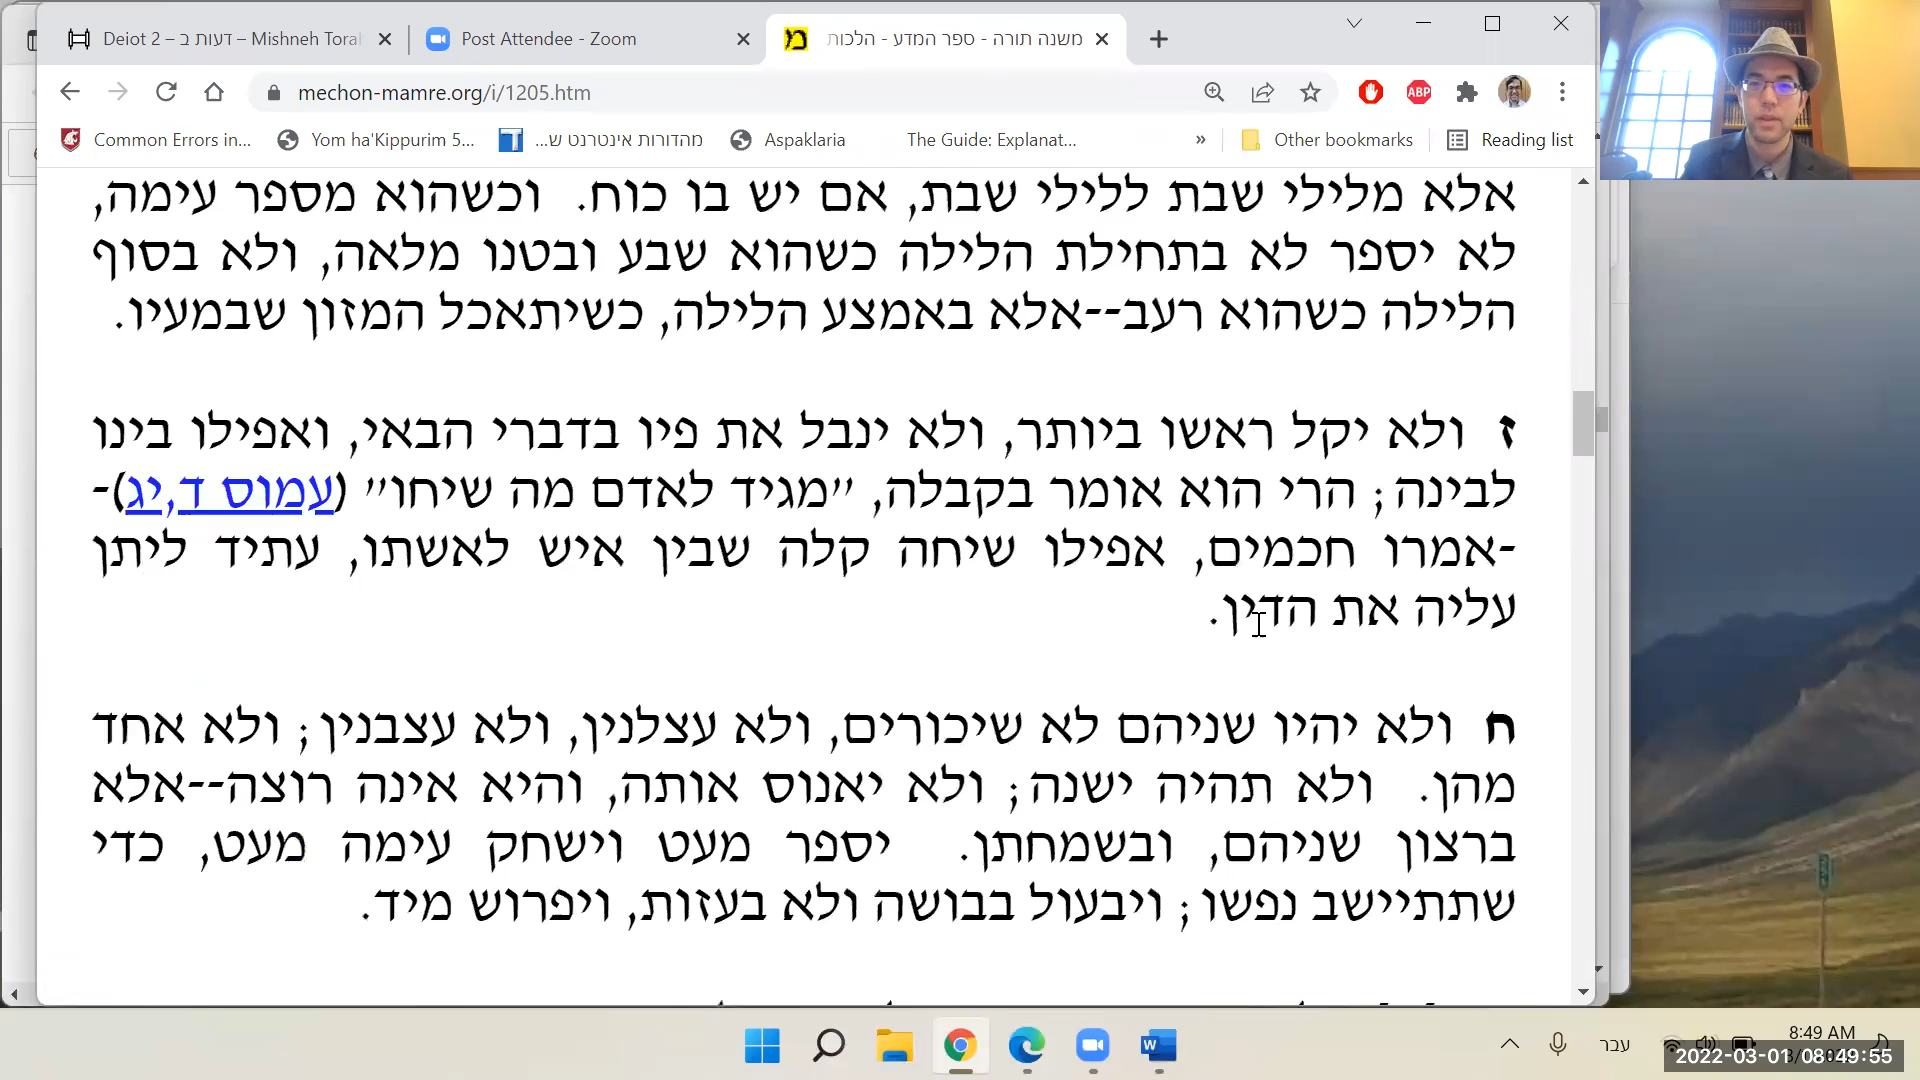 Deiot 2 – דעות ב – Mishneh Torah
Post Attendee - Zoom
משנה תורה - ספר המדע - הלכות
mechon-mamre.org/i/1205.htm
ABP
Common Errors in...
Yom ha'Kippurim 5...
מהדורות אינטרנט ש...
Aspaklaria
The Guide: Explanat...
»
Other bookmarks
Reading list
אלא מלילי שבת ללילי שבת, אם יש בו כוח. וכשהוא מספר עימה,
לא יספר לא בתחילת הלילה כשהוא שבע ובטנו מלאה, ולא בסוף
הלילה כשהוא רעב--אלא באמצע הלילה, כשיתאכל המזון שבמעיו.
ז ולא יקל ראשו ביותר, ולא ינבל את פיו בדברי הבאי, ואפילו בינו
לבינה; הרי הוא אומר בקבלה, "מגיד לאדם מה שיחו" (עמוס ד,יג)-
-אמרו חכמים, אפילו שיחה קלה שבין איש לאשתו, עתיד ליתן
עליה את הדין.
ח ולא יהיו שניהם לא שיכורים, ולא עצלנין, ולא עצבנין; ולא אחד
מהן. ולא תהיה ישנה; ולא יאנוס אותה, והיא אינה רוצה--אלא
ברצון שניהם, ובשמחתן. יספר מעט וישחק עימה מעט, כדי
שתתיישב נפשו; ויבעול בבושה ולא בעזות, ויפרוש מיד.
עבר
8:49 AM
2022-03-01 08:49:55